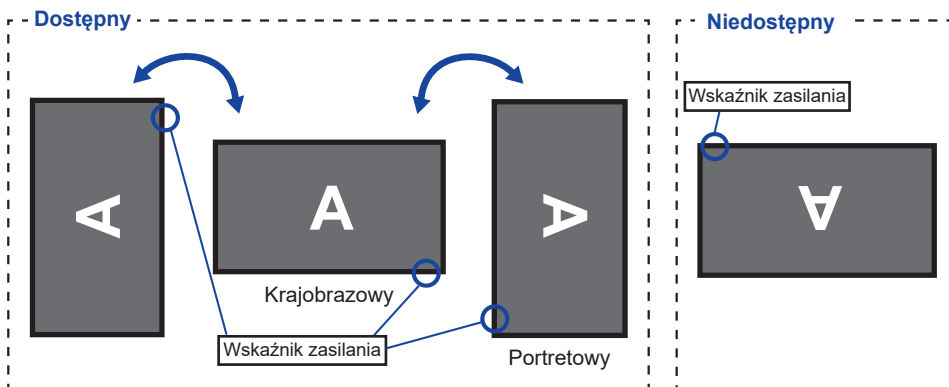 Dostępny
Niedostępny
Wskaźnik zasilania
A
A
A
A
Krajobrazowy
Wskaźnik zasilania
Portretowy